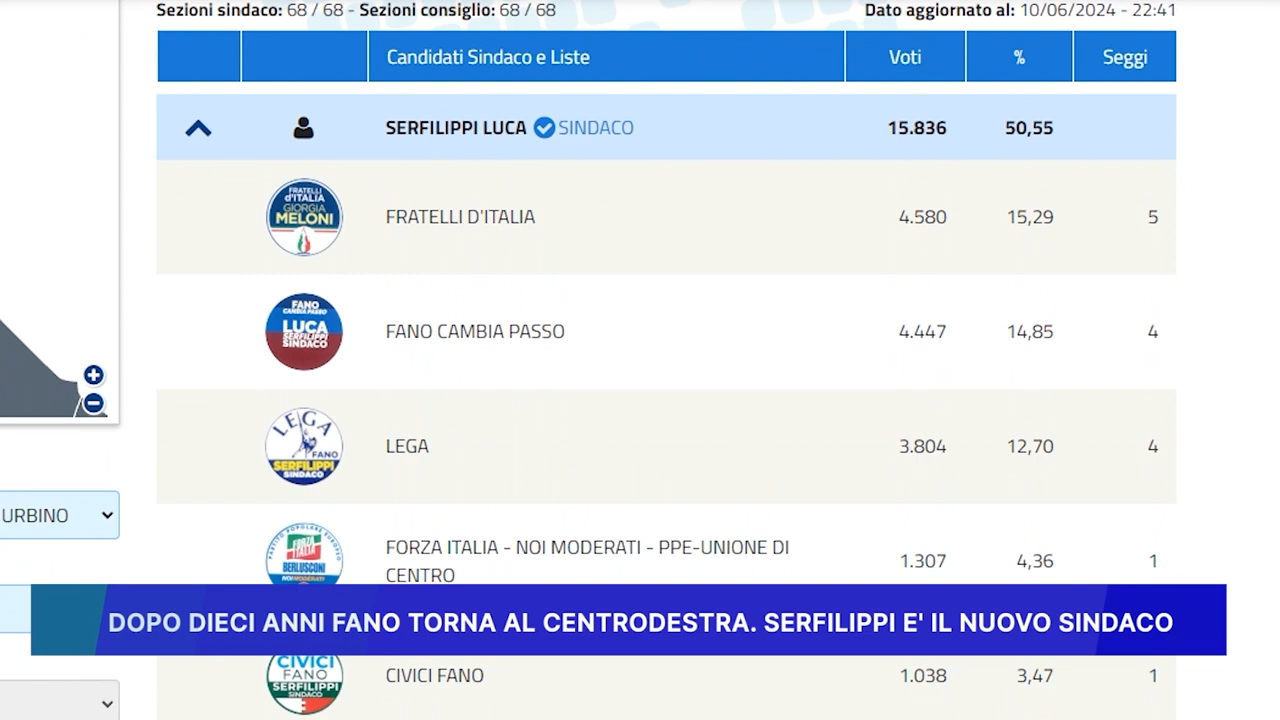 Sezioni sindaco: 68 / 68 - Sezioni consiglio: 68 / 68 Dato aggiornato al: 10/06/2024 - 22:41
Candidati Sindaco e Liste Voti % Seggi
SERFILIPPI LUCA SINDACO 15.836 50,55
FRATELLI
d'ITALIA
GIORGIA
MELONI
FRATELLI D'ITALIA 4.580 15,29 5
FANO
CAMBIA PASSO
LUCA
SERFILIPPI
SINDACO
FANO CAMBIA PASSO 4.447 14,85 4
LEGA
FANO
SERFILIPPI
SINDACO
LEGA 3.804 12,70 4
URBINO
PARTITO POPOLARE EUROPEO
FORZA
ITALIA
BERLUSCONI
NOI MODERATI
FORZA ITALIA - NOI MODERATI - PPE-UNIONE DI
CENTRO 1.307 4,36 1
DOPO DIECI ANNI FANO TORNA AL CENTRODESTRA. SERFILIPPI E' IL NUOVO SINDACO
CIVICI
FANO
SERFILIPPI
SINDACO
CIVICI FANO 1.038 3,47 1